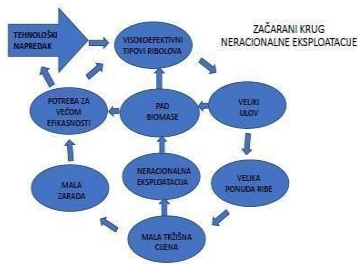 ZAČARANI KRUG
NERACIONALNE EKSPLOATACIJE
TEHNOLOŠKI
NAPREDAK
VISOKOEFEKTIVNI
TIPOVI RIBOLOVA
POTREBA ZA
VEĆOM
EFIKASNOSTI
PAD
BIOMASE
VELIKI
ULOV
MALA
ZARADA
NERACIONALNA
EKSPLOATACIJA
VELIKA
PONUDA RIBE
MALA TRŽIŠNA
CIJENA